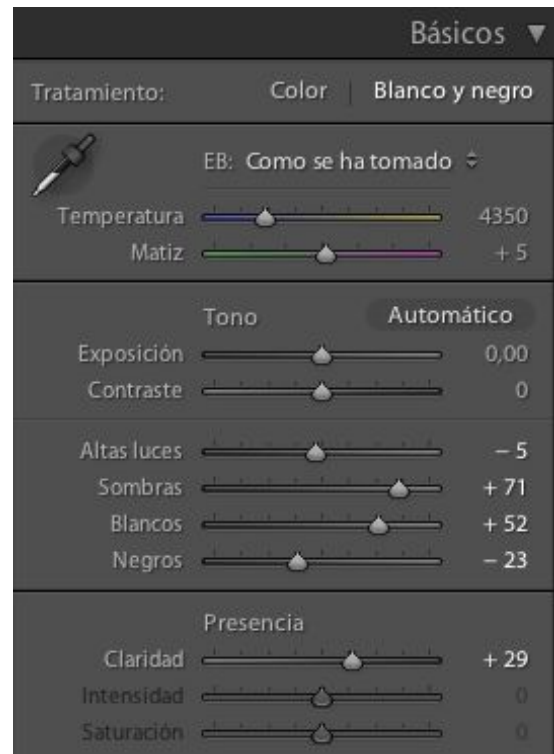 Básicos ▼
Tratamiento: Color | Blanco y negro
EB: Como se ha tomado
Temperatura 4350
Matiz + 5
Tono Automático
Exposición 0,00
Contraste 0
Altas luces − 5
Sombras + 71
Blancos + 52
Negros − 23
Presencia
Claridad + 29
Intensidad 0
Saturación 0